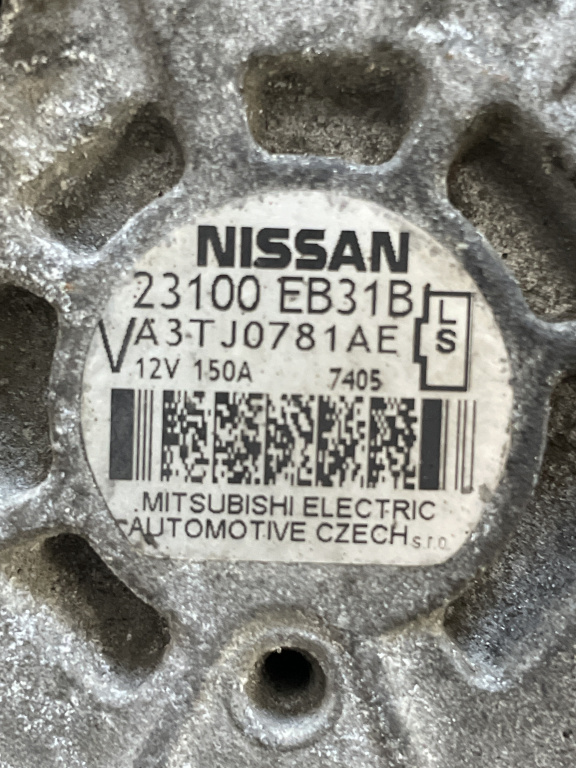 NISSAN
23100 EB31B
V A3TJ0781AE
L
S
12V 150A 7405
MITSUBISHI ELECTRIC
AUTOMOTIVE CZECH s.r.o.